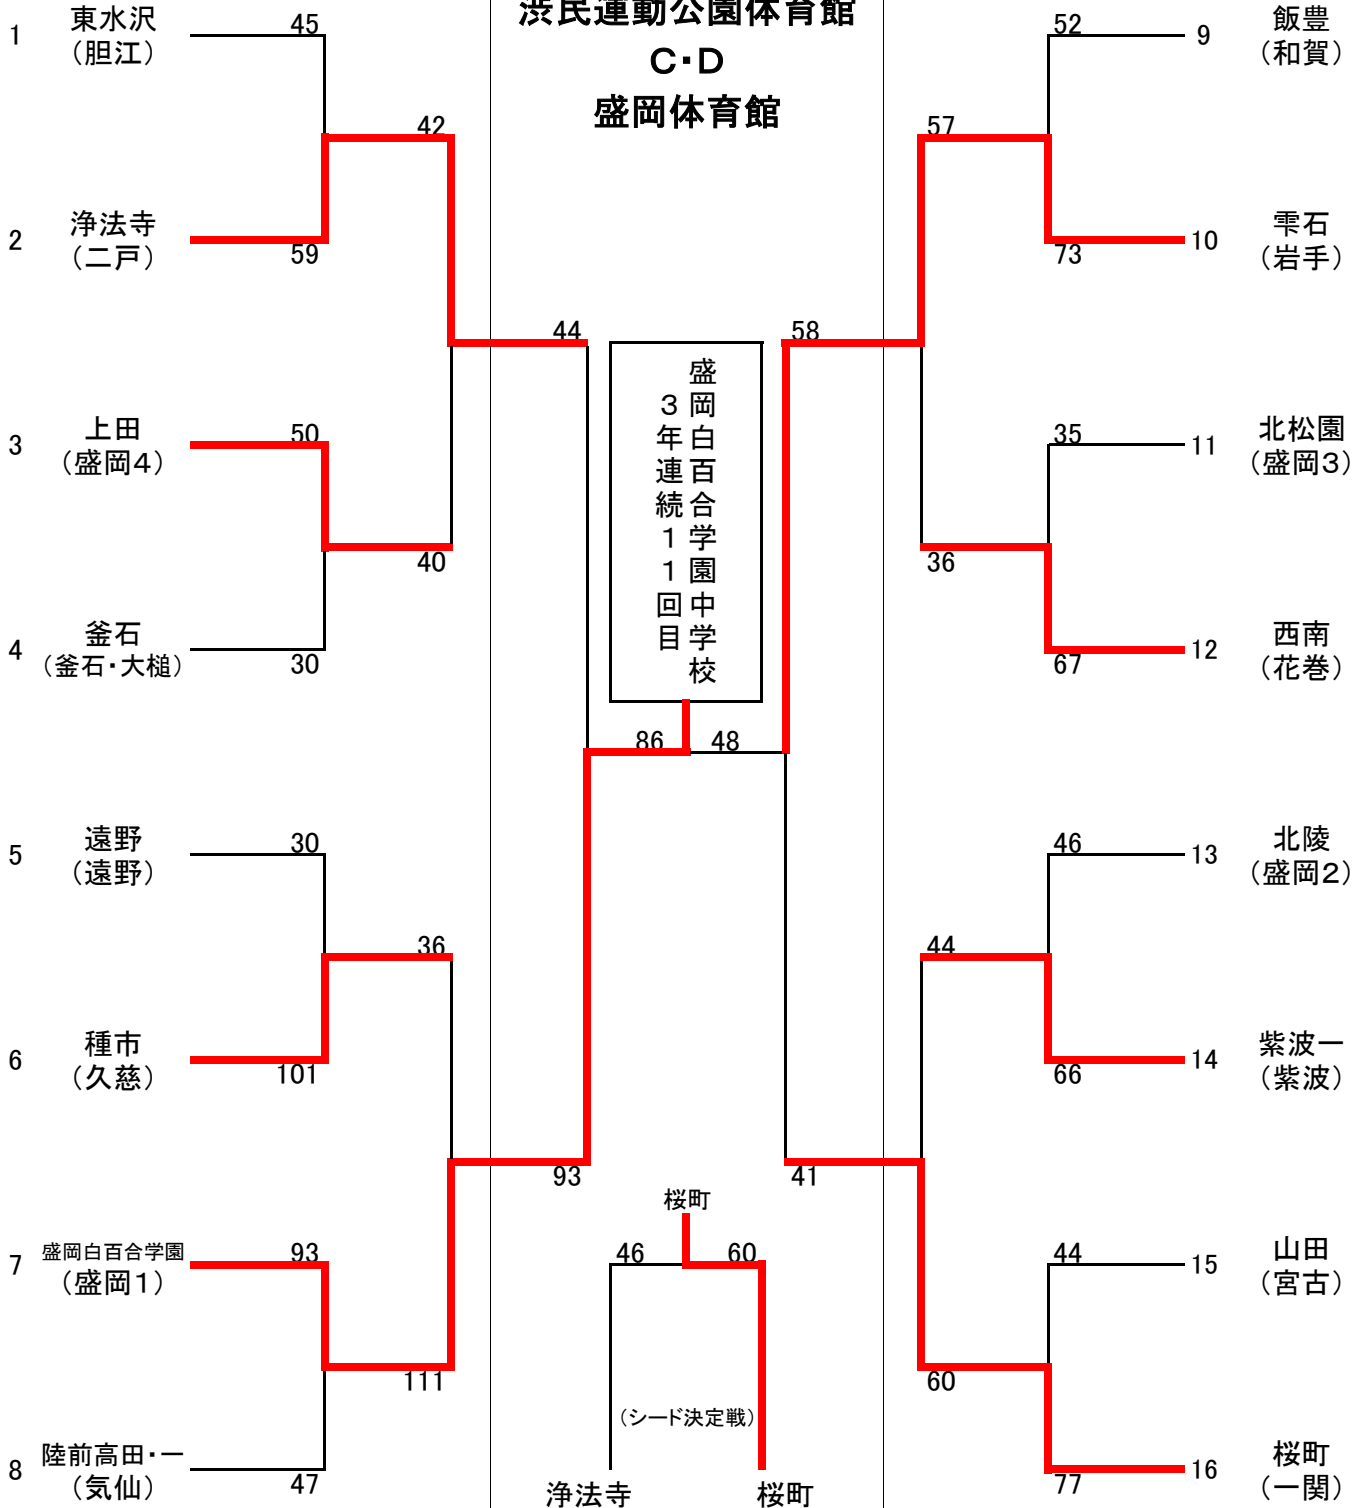 渋民運動公園体育館
C・D
盛岡体育館
1
東水沢
（胆江）
45
42
2
浄法寺
（二戸）
59
44
3
上田
（盛岡4）
50
40
4
釜石
（釜石・大槌）
30
5
遠野
（遠野）
30
36
6
種市
（久慈）
101
93
7
盛岡白百合学園
（盛岡1）
93
111
8
陸前高田・一
（気仙）
47
盛岡白百合学園中学校
３年連続１１回目
86
48
桜町
46
60
（シード決定戦）
浄法寺
桜町
52
9
飯豊
（和賀）
57
73
10
雫石
（岩手）
58
35
11
北松園
（盛岡3）
36
67
12
西南
（花巻）
46
13
北陵
（盛岡2）
44
66
14
紫波一
（紫波）
41
44
15
山田
（宮古）
60
77
16
桜町
（一関）